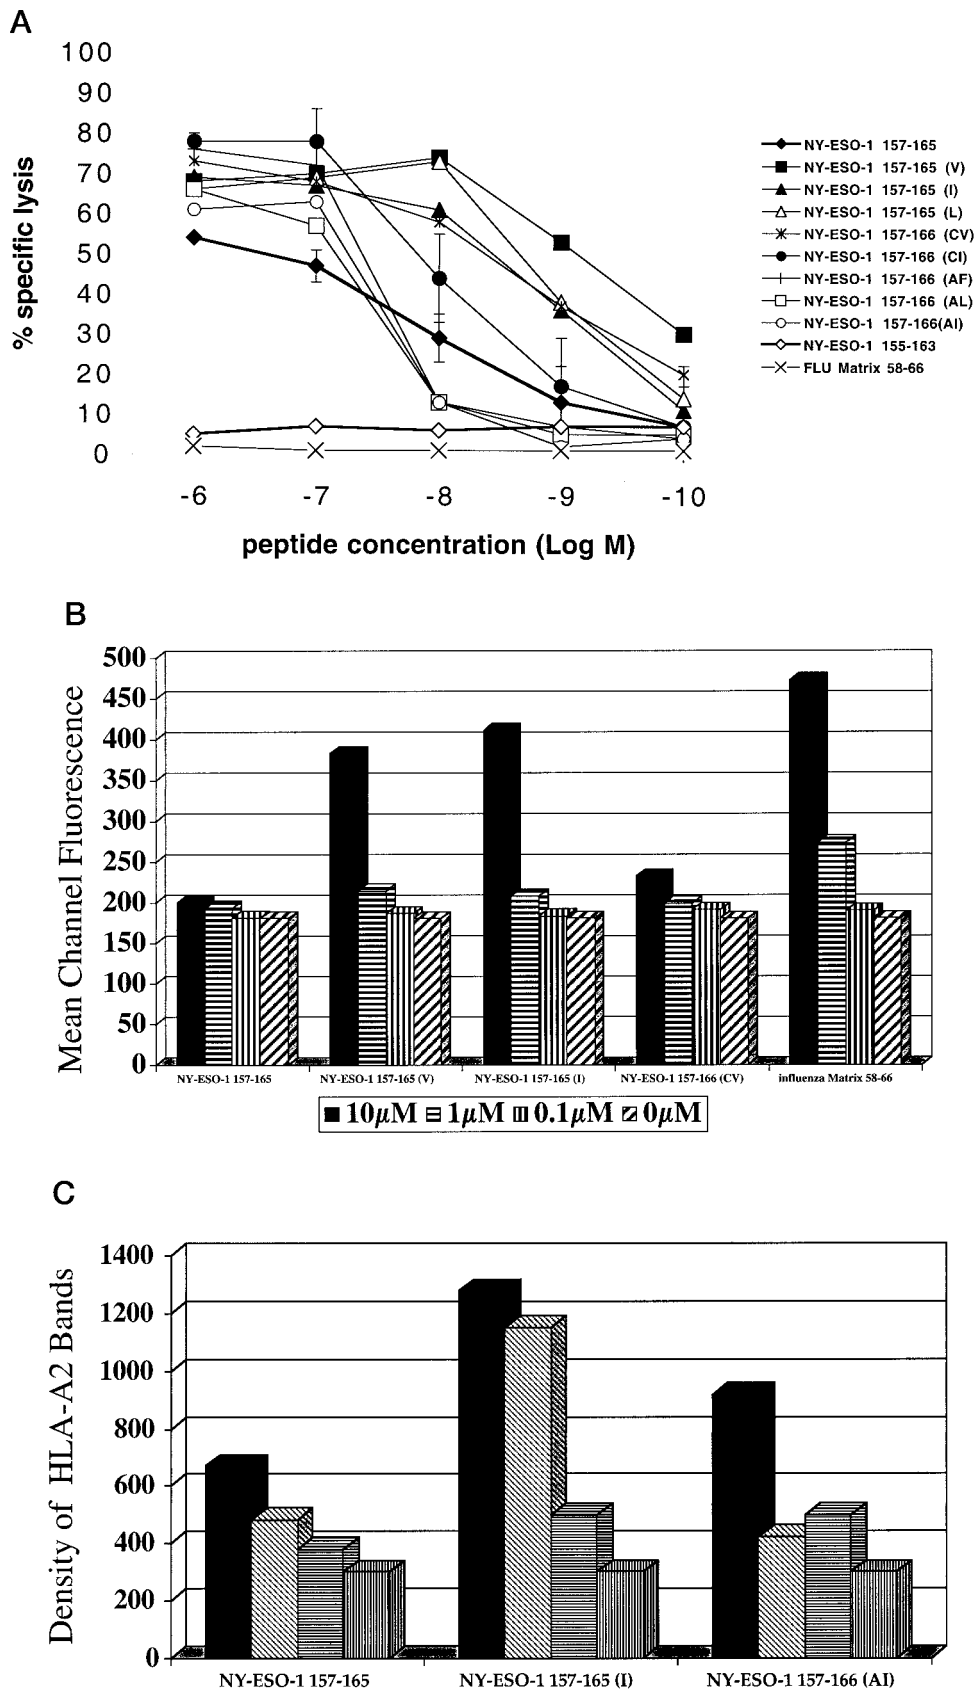 A
100
90
80
70
60
50
40
30
20
10
0
% specific lysis
-6 -7 -8 -9 -10
peptide concentration (Log M)
NY-ESO-1 157-165
NY-ESO-1 157-165 (V)
NY-ESO-1 157-165 (I)
NY-ESO-1 157-165 (L)
NY-ESO-1 157-166 (CV)
NY-ESO-1 157-166 (CI)
NY-ESO-1 157-166 (AF)
NY-ESO-1 157-166 (AL)
NY-ESO-1 157-166(AI)
NY-ESO-1 155-163
FLU Matrix 58-66
B
500
450
400
350
300
250
200
150
100
50
0
Mean Channel Fluorescence
NY-ESO-1 157-165 NY-ESO-1 157-165 (V) NY-ESO-1 157-165 (I) NY-ESO-1 157-166 (CV) influenza Matrix 58-66
10µM 1µM 0.1µM 0µM
C
1400
1200
1000
800
600
400
200
0
Density of HLA-A2 Bands
NY-ESO-1 157-165 NY-ESO-1 157-165 (I) NY-ESO-1 157-166 (AI)